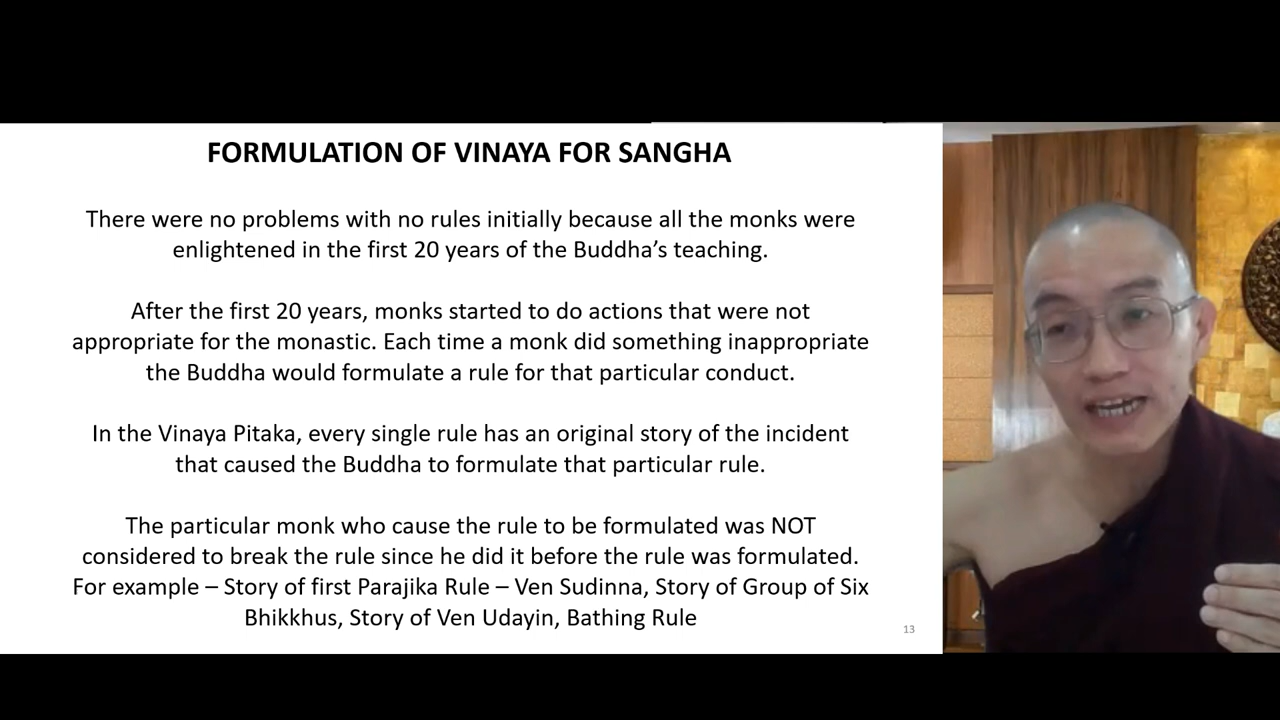 FORMULATION OF VINAYA FOR SANGHA
There were no problems with no rules initially because all the monks were
enlightened in the first 20 years of the Buddha’s teaching.
After the first 20 years, monks started to do actions that were not
appropriate for the monastic. Each time a monk did something inappropriate
the Buddha would formulate a rule for that particular conduct.
In the Vinaya Pitaka, every single rule has an original story of the incident
that caused the Buddha to formulate that particular rule.
The particular monk who cause the rule to be formulated was NOT
considered to break the rule since he did it before the rule was formulated.
For example – Story of first Parajika Rule – Ven Sudinna, Story of Group of Six
Bhikkhus, Story of Ven Udayin, Bathing Rule
13